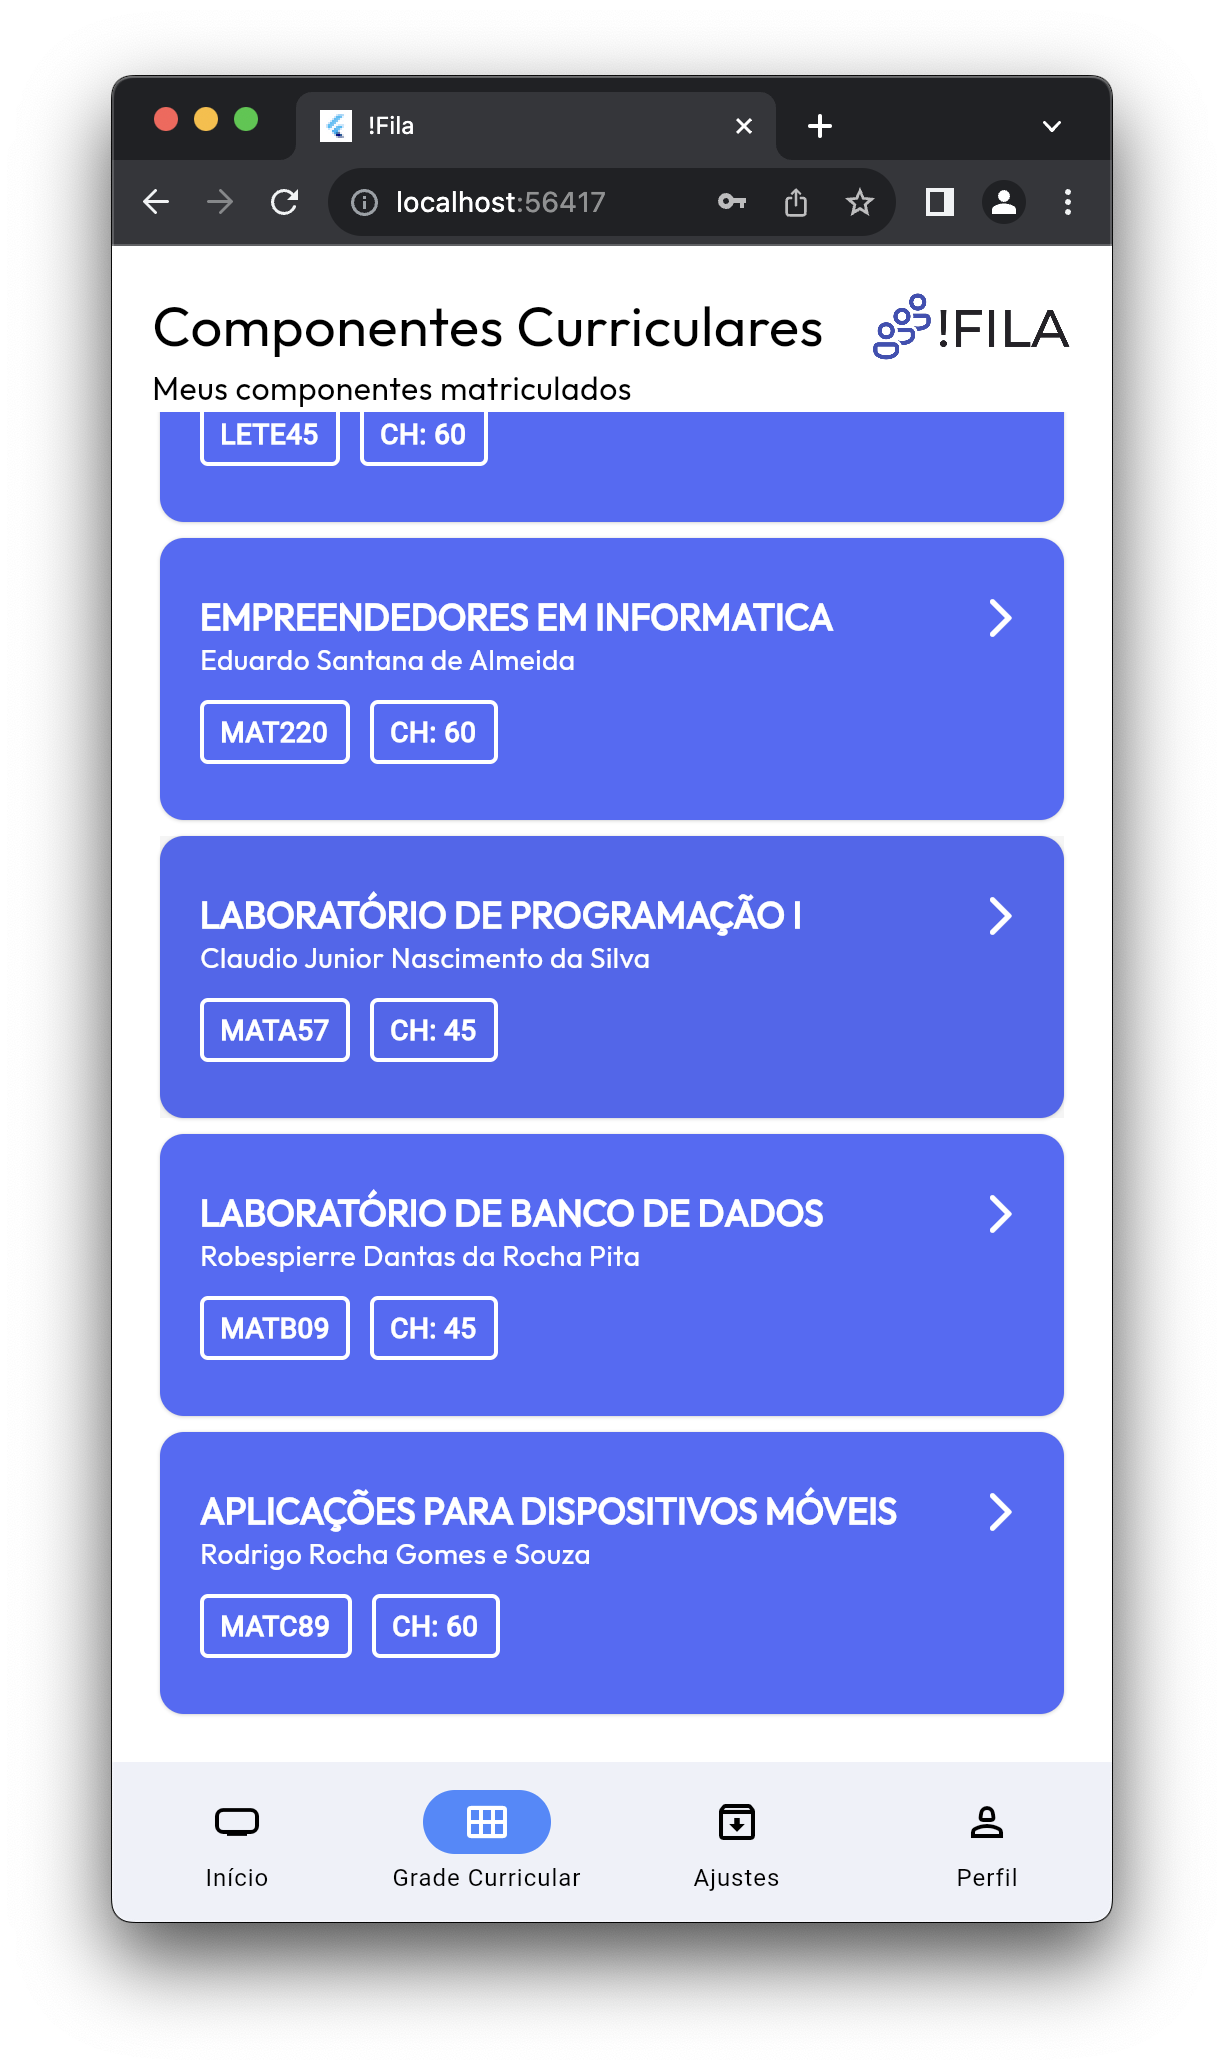 !Fila
localhost:56417
Componentes Curriculares
!FILA
Meus componentes matriculados
LETE45 CH: 60
EMPREENDEDORES EM INFORMATICA
Eduardo Santana de Almeida
MAT220 CH: 60
LABORATÓRIO DE PROGRAMAÇÃO I
Claudio Junior Nascimento da Silva
MATA57 CH: 45
LABORATÓRIO DE BANCO DE DADOS
Robespierre Dantas da Rocha Pita
MATB09 CH: 45
APLICAÇÕES PARA DISPOSITIVOS MÓVEIS
Rodrigo Rocha Gomes e Souza
MATC89 CH: 60
Início Grade Curricular Ajustes Perfil